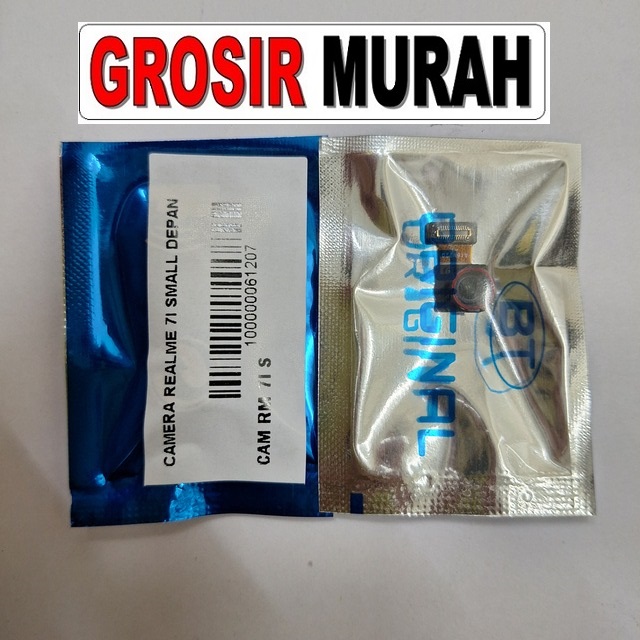 GROSIR MURAH
CAMERA REALME 7I SMALL DEPAN
100000061207
CAM RM 7I S
ORIGINAL
BT